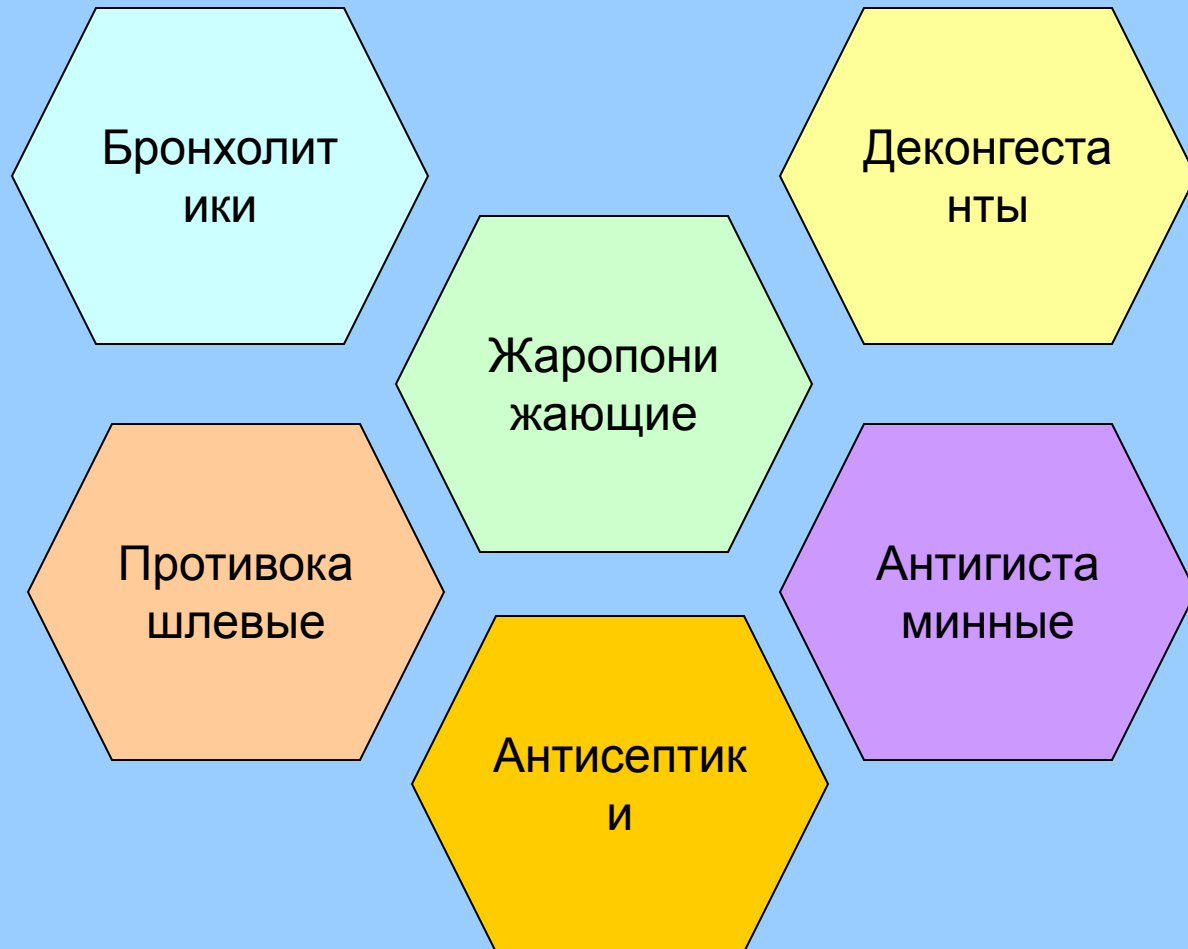 Бронхолит
ики
Деконгеста
нты
Жаропони
жающие
Противока
шлевые
Антигиста
минные
Антисептик
и